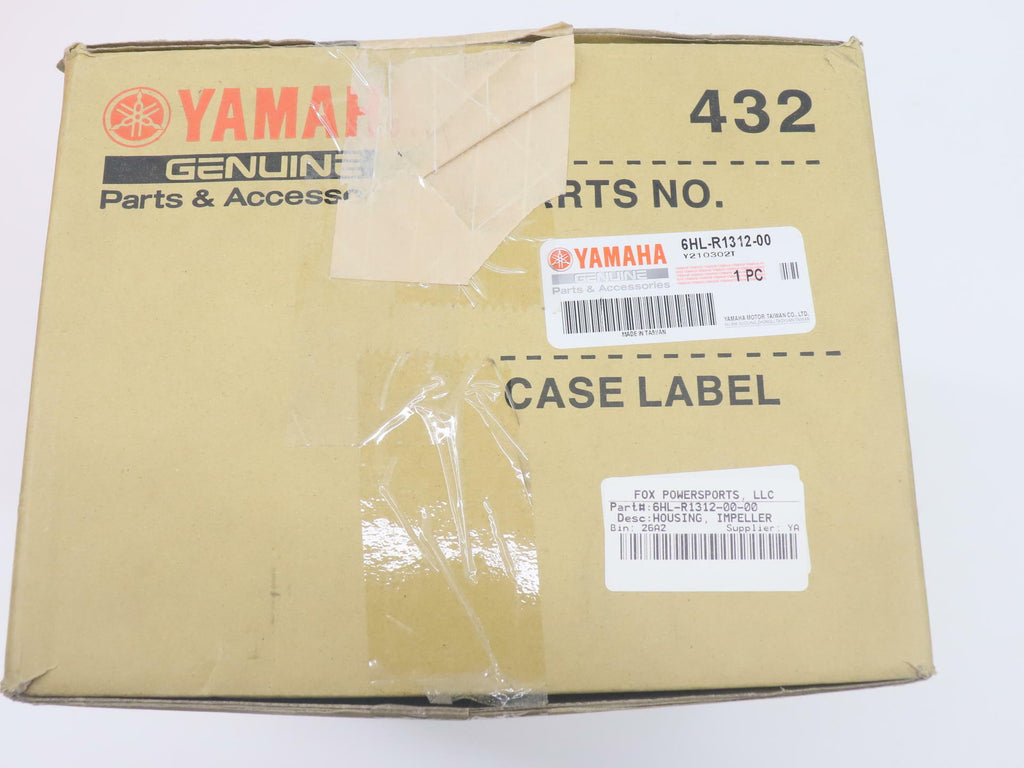 YAMAH
GENUINE
Parts & Accesso
432
RTS NO.
YAMAHA
GENUINE
Parts & Accessories
6HL-R1312-00
Y210302T
1 PC
MADE IN TAIWAN
YAMAHA MOTOR TAIWAN CO., LTD.
CASE LABEL
FOX POWERSPORTS, LLC
Part#:6HL-R1312-00-00
Desc:HOUSING, IMPELLER
Bin: 26A2 Supplier: YA